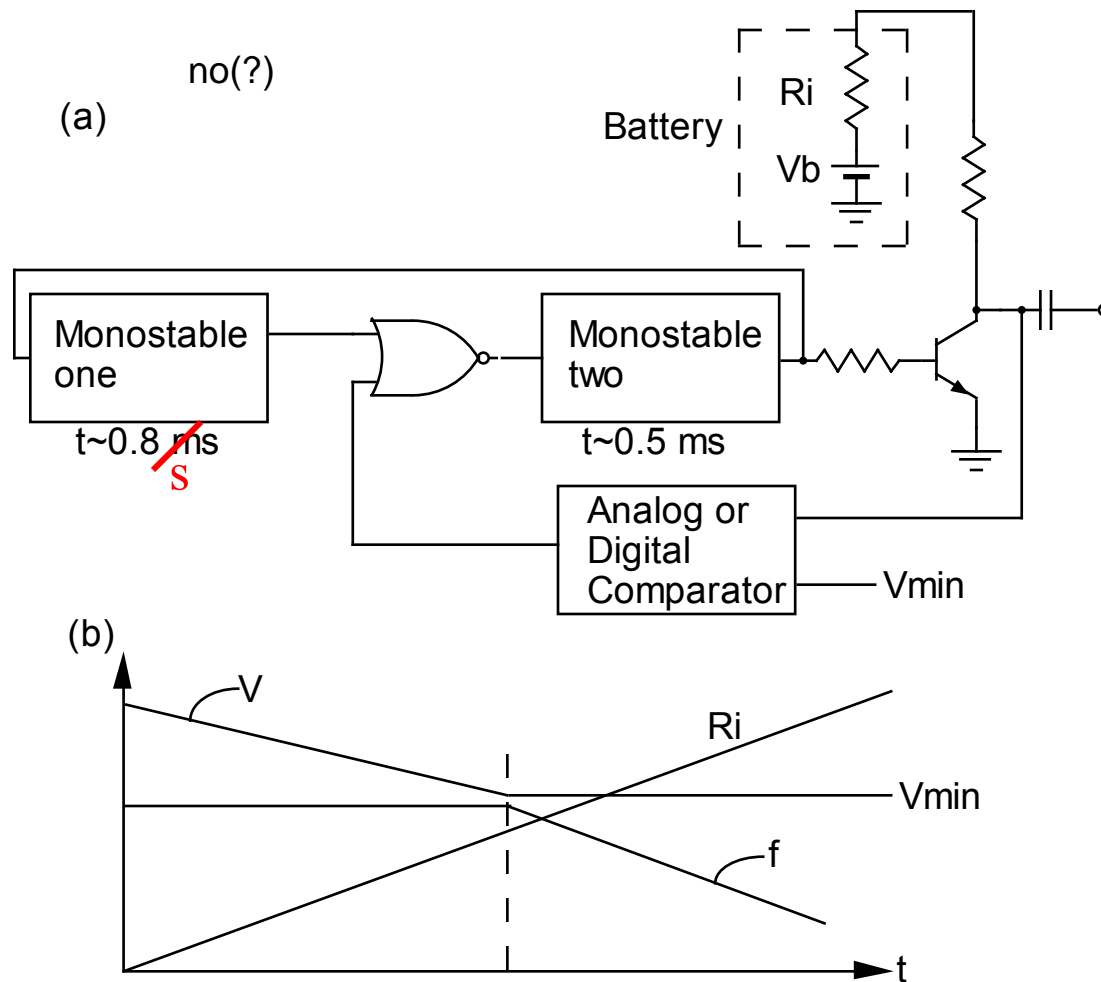 no(?)
(a)
Battery
Ri
Vb
Monostable
one
t~0.8 ms
s
Monostable
two
t~0.5 ms
Analog or
Digital
Comparator
Vmin
(b)
V
Ri
Vmin
f
t